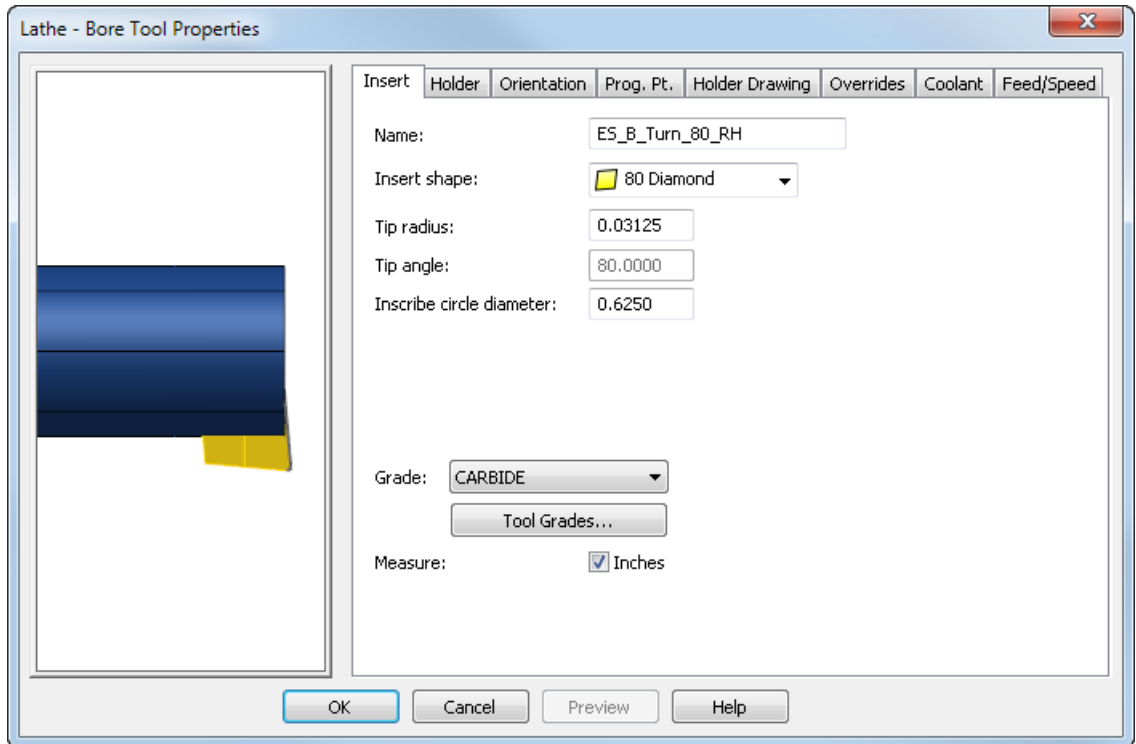 Lathe - Bore Tool Properties
Insert Holder Orientation Prog. Pt. Holder Drawing Overrides Coolant Feed/Speed
Name: ES_B_Turn_80_RH
Insert shape: 80 Diamond
Tip radius: 0.03125
Tip angle: 80.0000
Inscribe circle diameter: 0.6250
Grade: CARBIDE
Tool Grades...
Measure: Inches
OK Cancel Preview Help